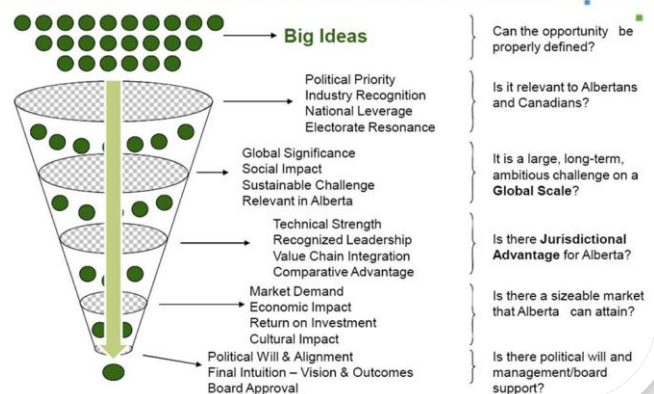 Big Ideas
Can the opportunity be
properly defined?
Political Priority
Industry Recognition
National Leverage
Electorate Resonance
Is it relevant to Albertans
and Canadians?
Global Significance
Social Impact
Sustainable Challenge
Relevant in Alberta
It is a large, long-term,
ambitious challenge on a
Global Scale?
Technical Strength
Recognized Leadership
Value Chain Integration
Comparative Advantage
Is there Jurisdictional
Advantage for Alberta?
Market Demand
Economic Impact
Return on Investment
Cultural Impact
Is there a sizeable market
that Alberta can attain?
Political Will & Alignment
Final Intuition – Vision & Outcomes
Board Approval
Is there political will and
management/board
support?